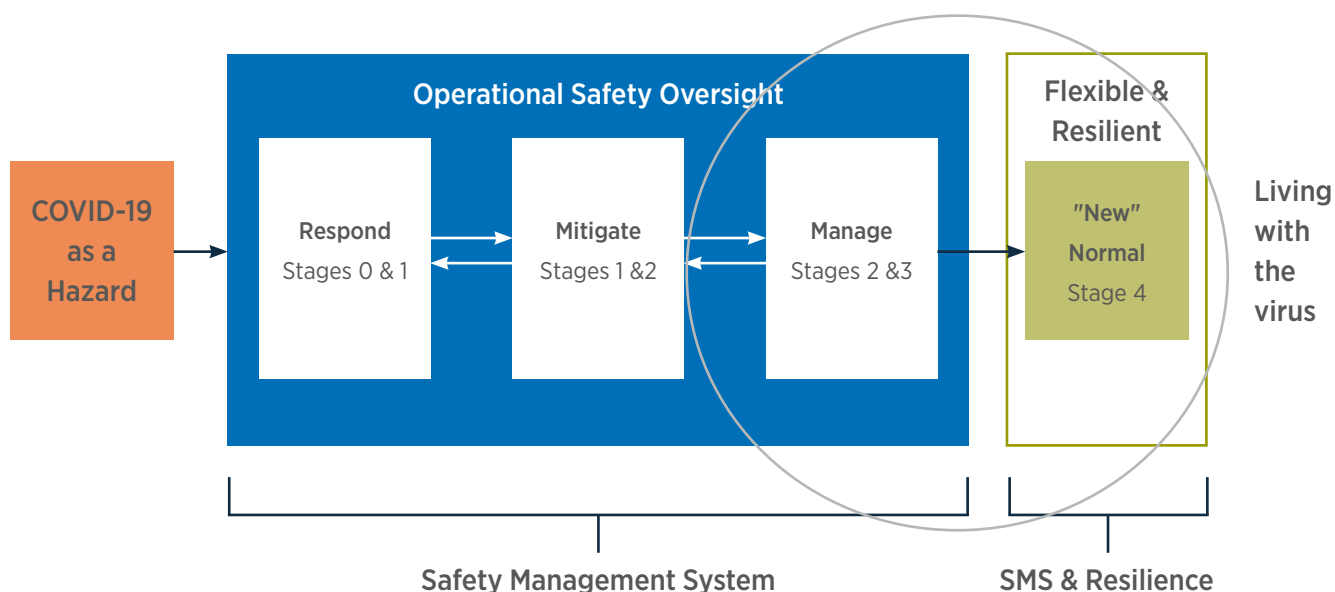 Operational Safety Oversight
COVID-19
as a
Hazard
Respond
Stages 0 & 1
Mitigate
Stages 1 &2
Manage
Stages 2 &3
Flexible &
Resilient
"New"
Normal
Stage 4
Living
with
the
virus
Safety Management System
SMS & Resilience